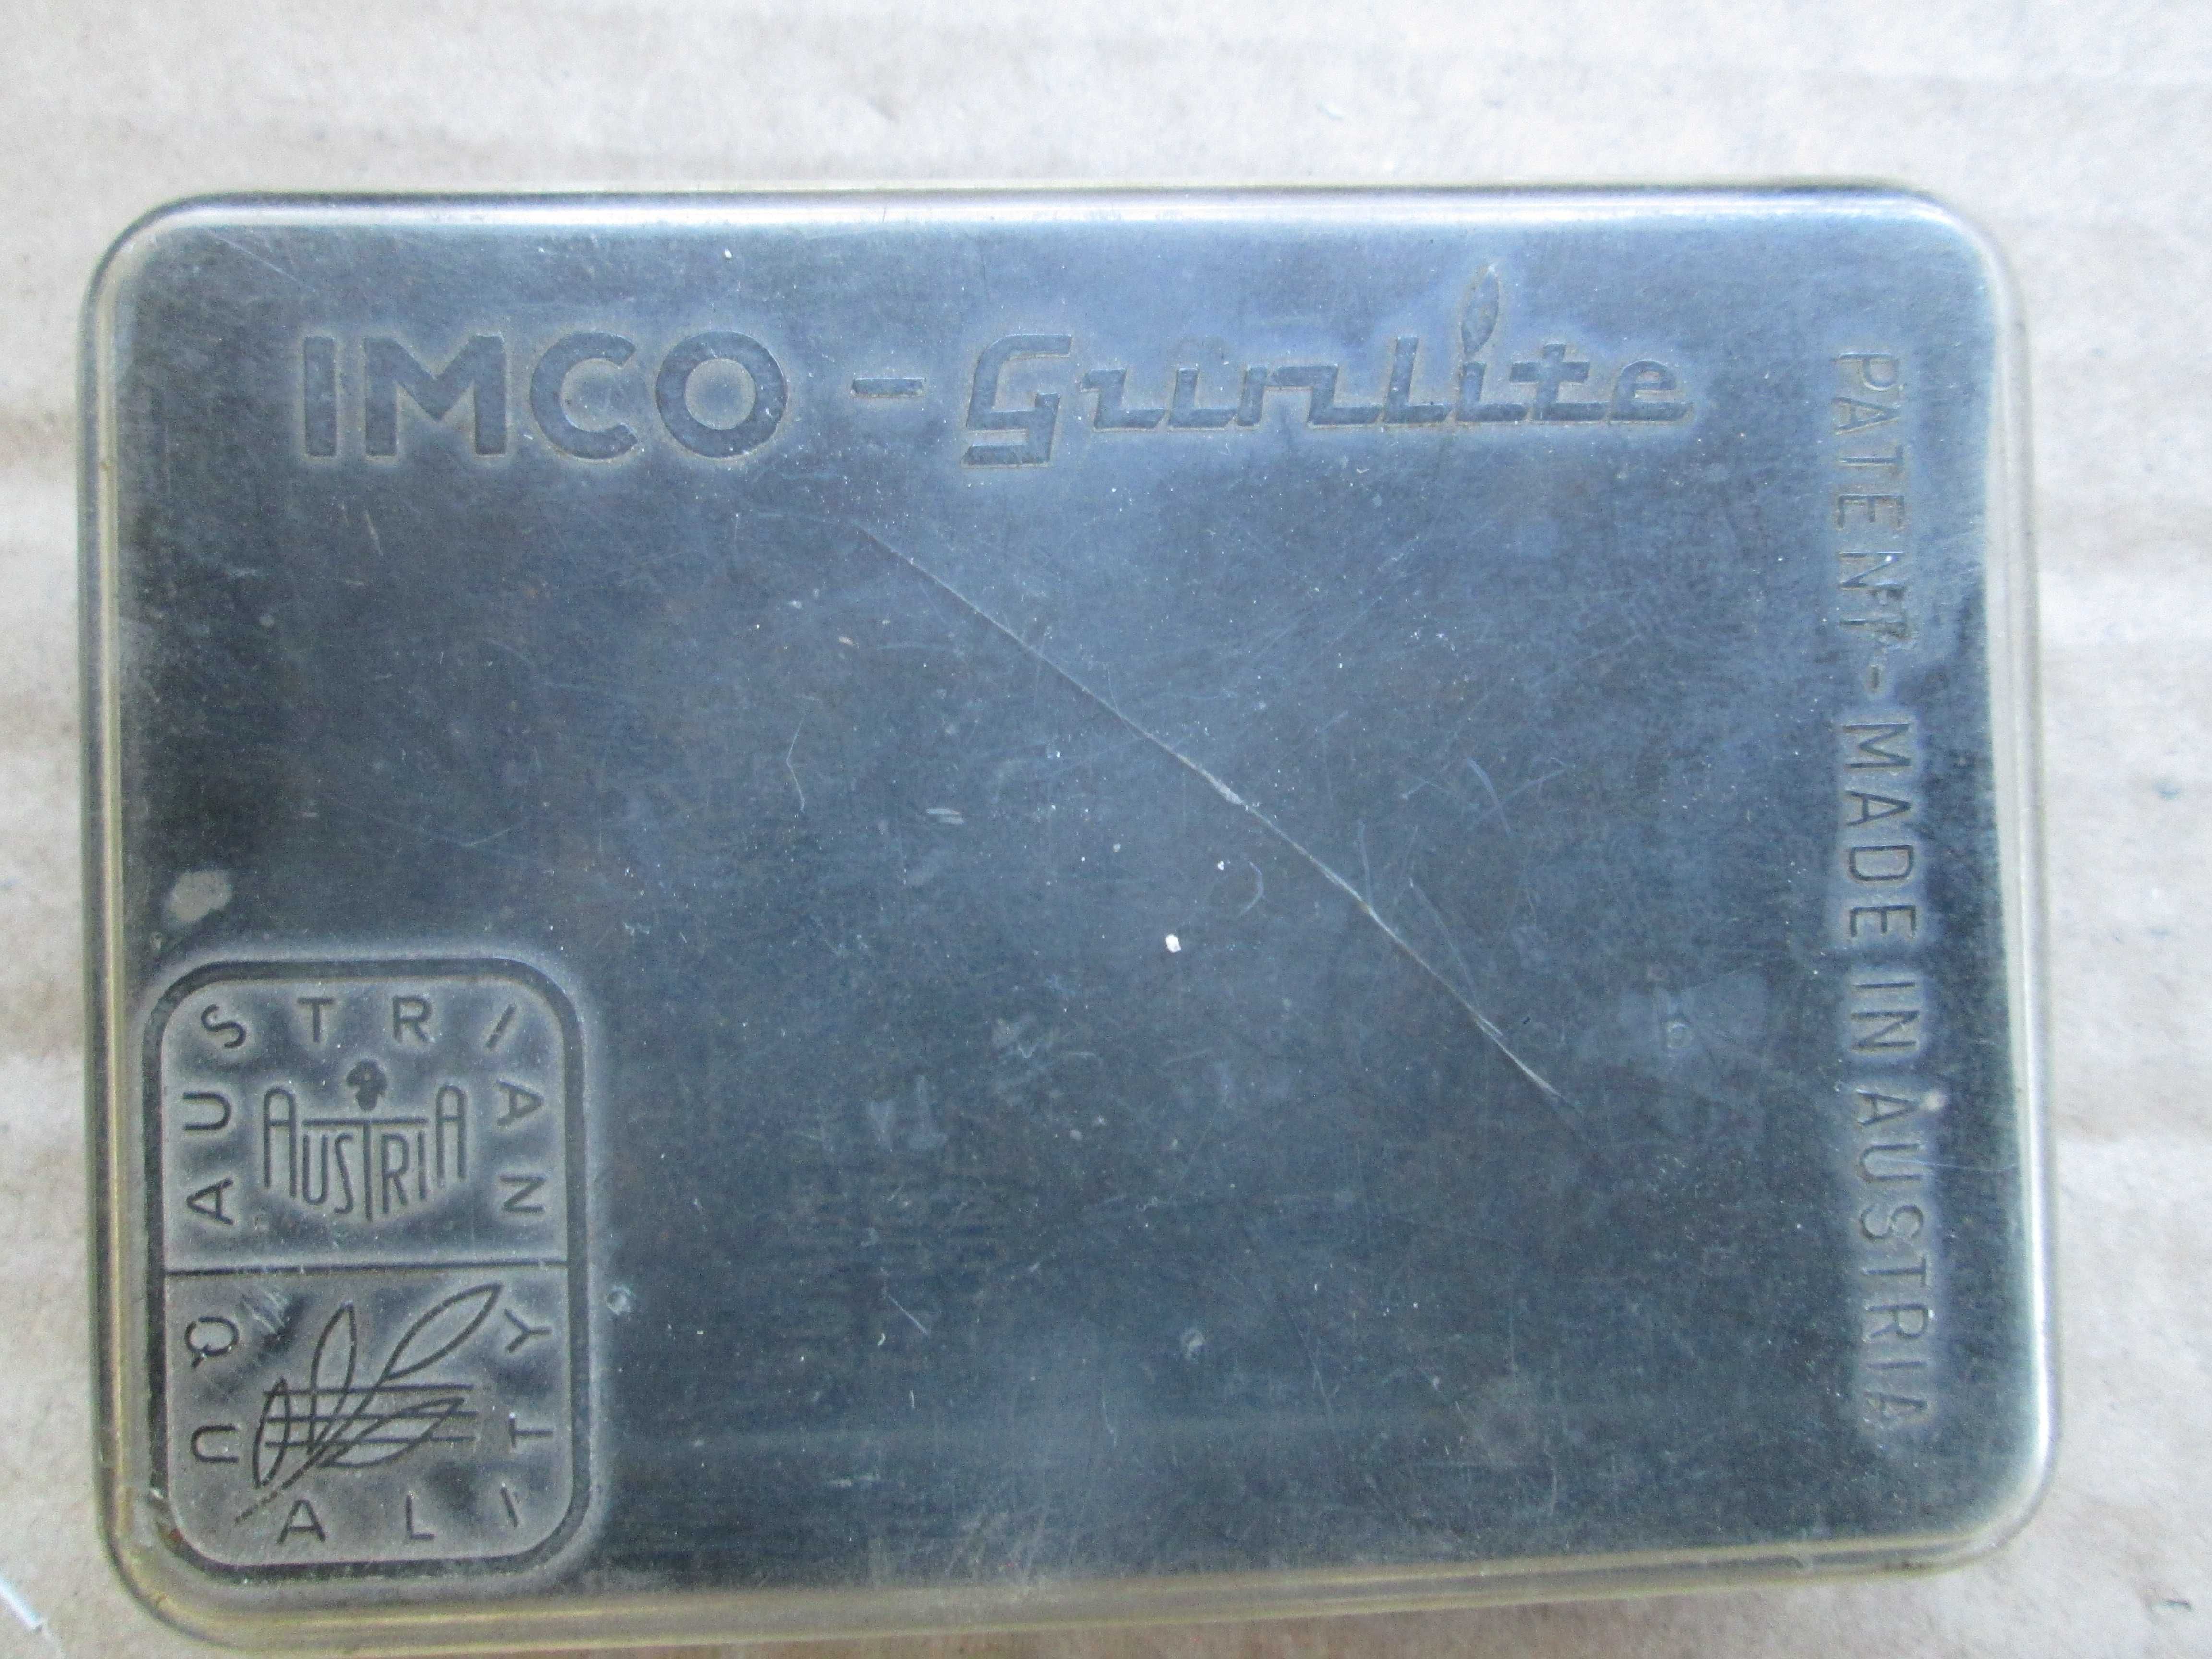 IMCO - Gunlite
PATENT - MADE IN AUSTRIA
AUSTRIAN
AUSTRIA
QUALITY